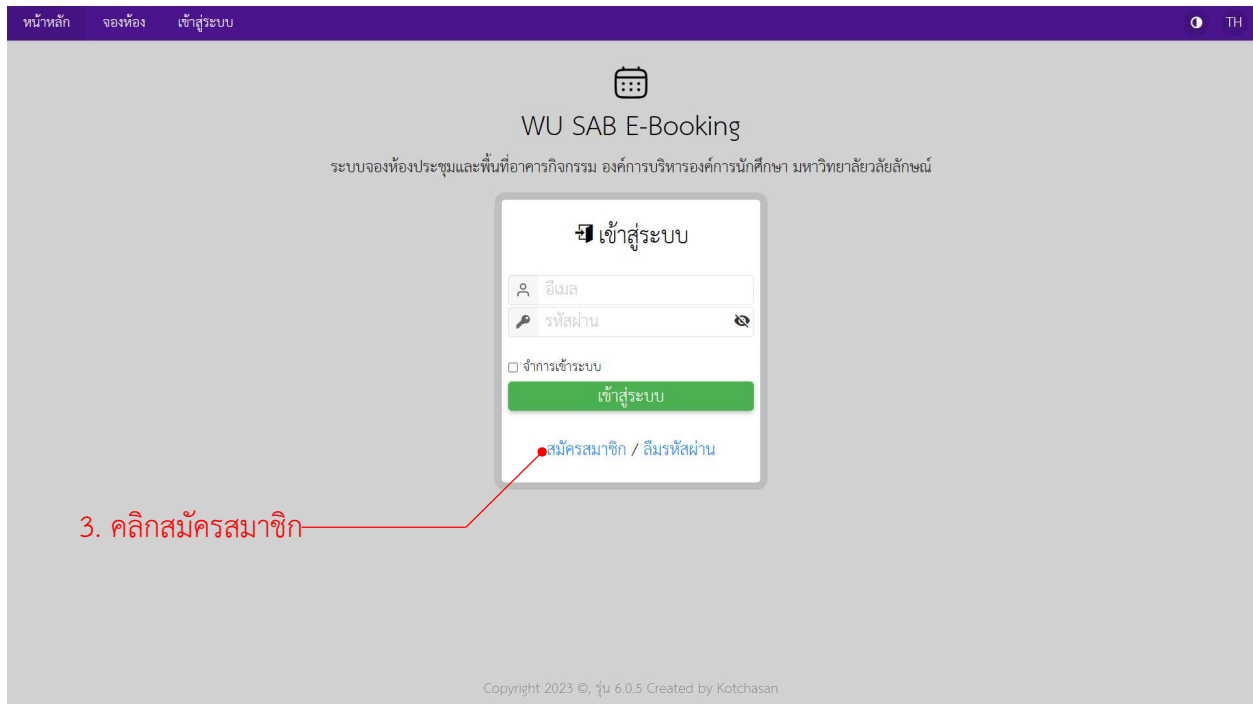 หน้าหลัก จองห้อง เข้าสู่ระบบ TH
WU SAB E-Booking
ระบบจองห้องประชุมและพื้นที่อาคารกิจกรรม องค์การบริหารองค์การนักศึกษา มหาวิทยาลัยวลัยลักษณ์
เข้าสู่ระบบ
อีเมล
รหัสผ่าน
จำการเข้าระบบ
เข้าสู่ระบบ
สมัครสมาชิก / ลืมรหัสผ่าน
3. คลิกสมัครสมาชิก
Copyright 2023 ©, รุ่น 6.0.5 Created by Kotchasan